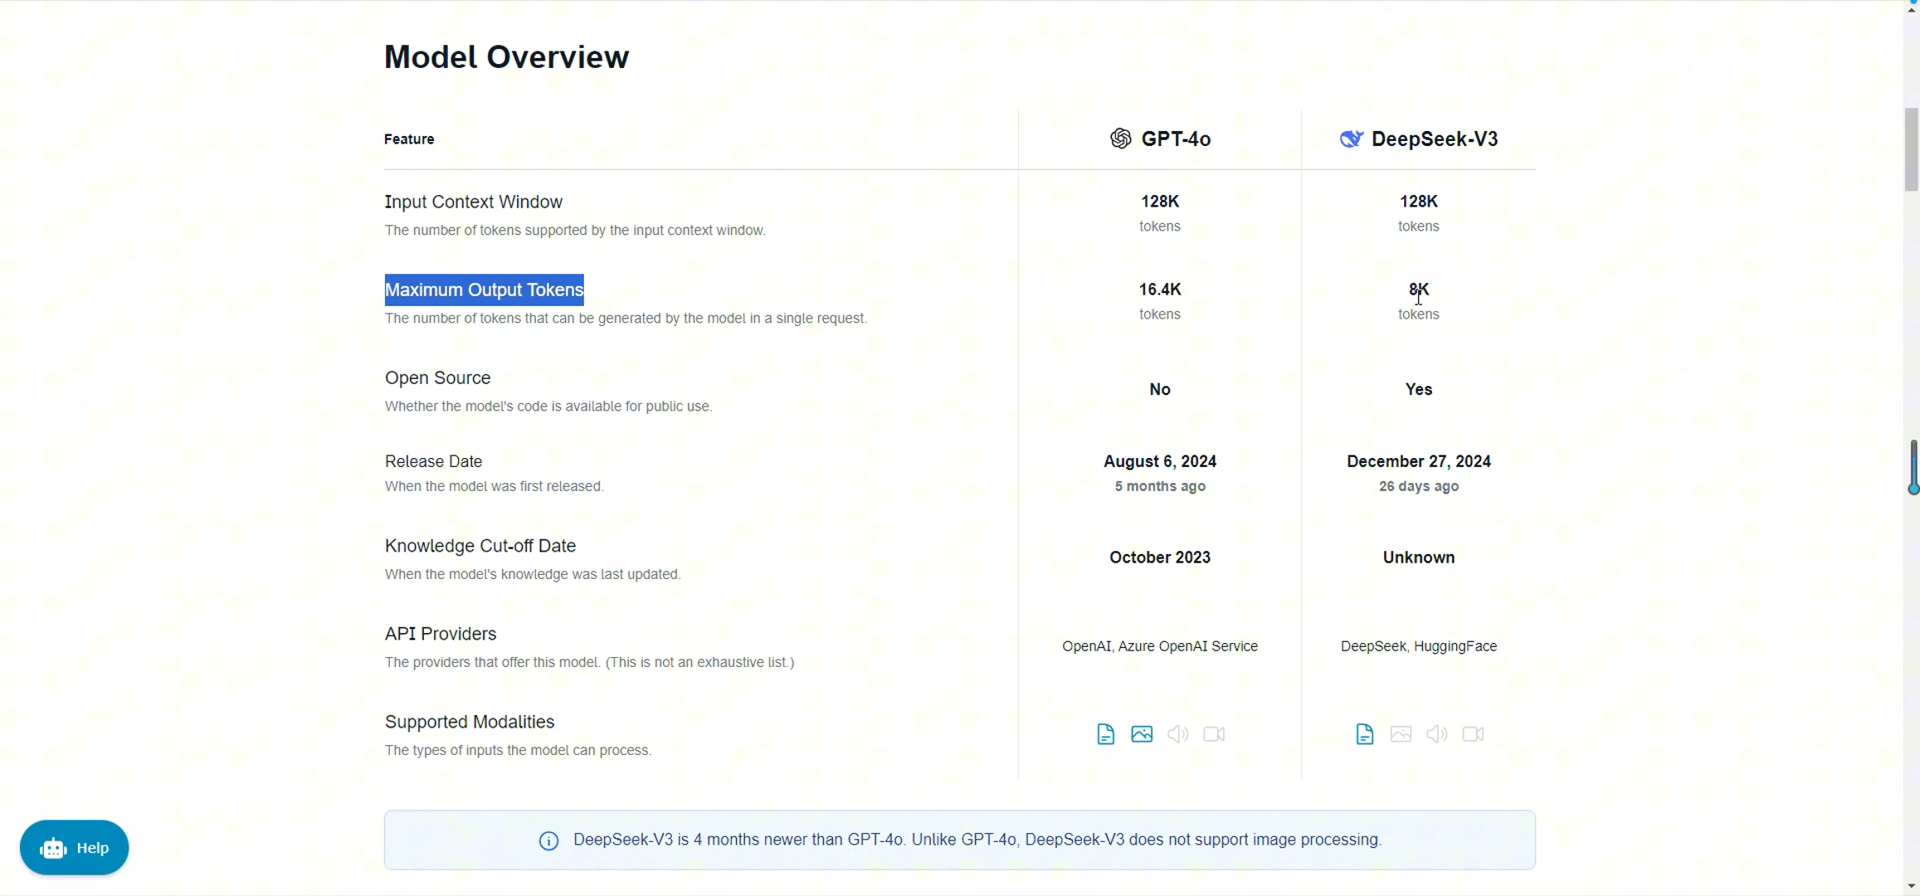 Model Overview
Feature
GPT-4o
DeepSeek-V3
Input Context Window
The number of tokens supported by the input context window.
128K
tokens
128K
tokens
Maximum Output Tokens
The number of tokens that can be generated by the model in a single request.
16.4K
tokens
8K
tokens
Open Source
Whether the model's code is available for public use.
No
Yes
Release Date
When the model was first released.
August 6, 2024
5 months ago
December 27, 2024
26 days ago
Knowledge Cut-off Date
When the model's knowledge was last updated.
October 2023
Unknown
API Providers
The providers that offer this model. (This is not an exhaustive list.)
OpenAI, Azure OpenAI Service
DeepSeek, HuggingFace
Supported Modalities
The types of inputs the model can process.
DeepSeek-V3 is 4 months newer than GPT-4o. Unlike GPT-4o, DeepSeek-V3 does not support image processing.
Help